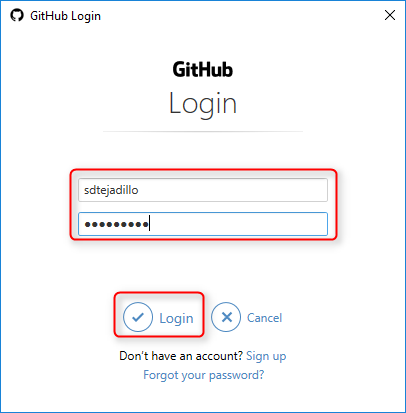 GitHub Login
GitHub
Login
sdtejadillo
●●●●●●●●●
Login Cancel
Don't have an account? Sign up
Forgot your password?